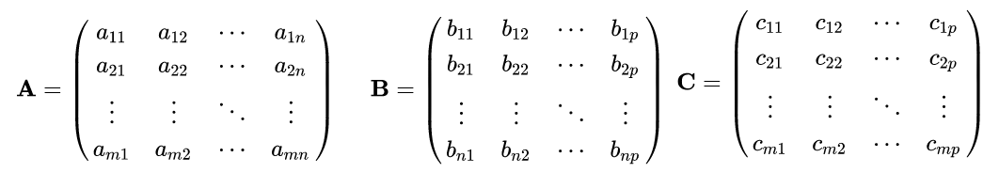 A = ( a11 a12 ⋯ a1n
a21 a22 ⋯ a2n
⋮ ⋮ ⋱ ⋮
am1 am2 ⋯ amn )
B = ( b11 b12 ⋯ b1p
b21 b22 ⋯ b2p
⋮ ⋮ ⋱ ⋮
bn1 bn2 ⋯ bnp )
C = ( c11 c12 ⋯ c1p
c21 c22 ⋯ c2p
⋮ ⋮ ⋱ ⋮
cm1 cm2 ⋯ cmp )